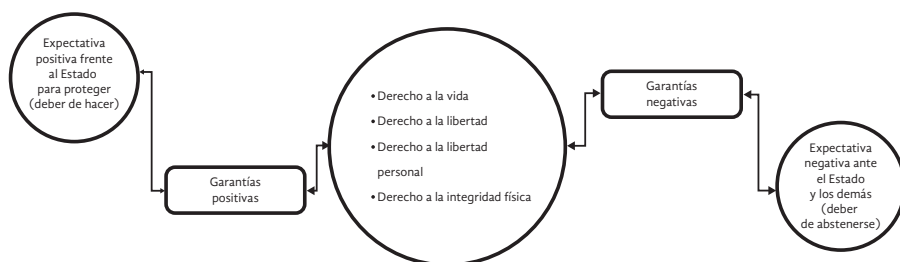 Expectativa
positiva frente
al Estado
para proteger
(deber de hacer)
Garantías
positivas
• Derecho a la vida
• Derecho a la libertad
• Derecho a la libertad
personal
• Derecho a la integridad física
Garantías
negativas
Expectativa
negativa ante
el Estado
y los demás
(deber
de abstenerse)